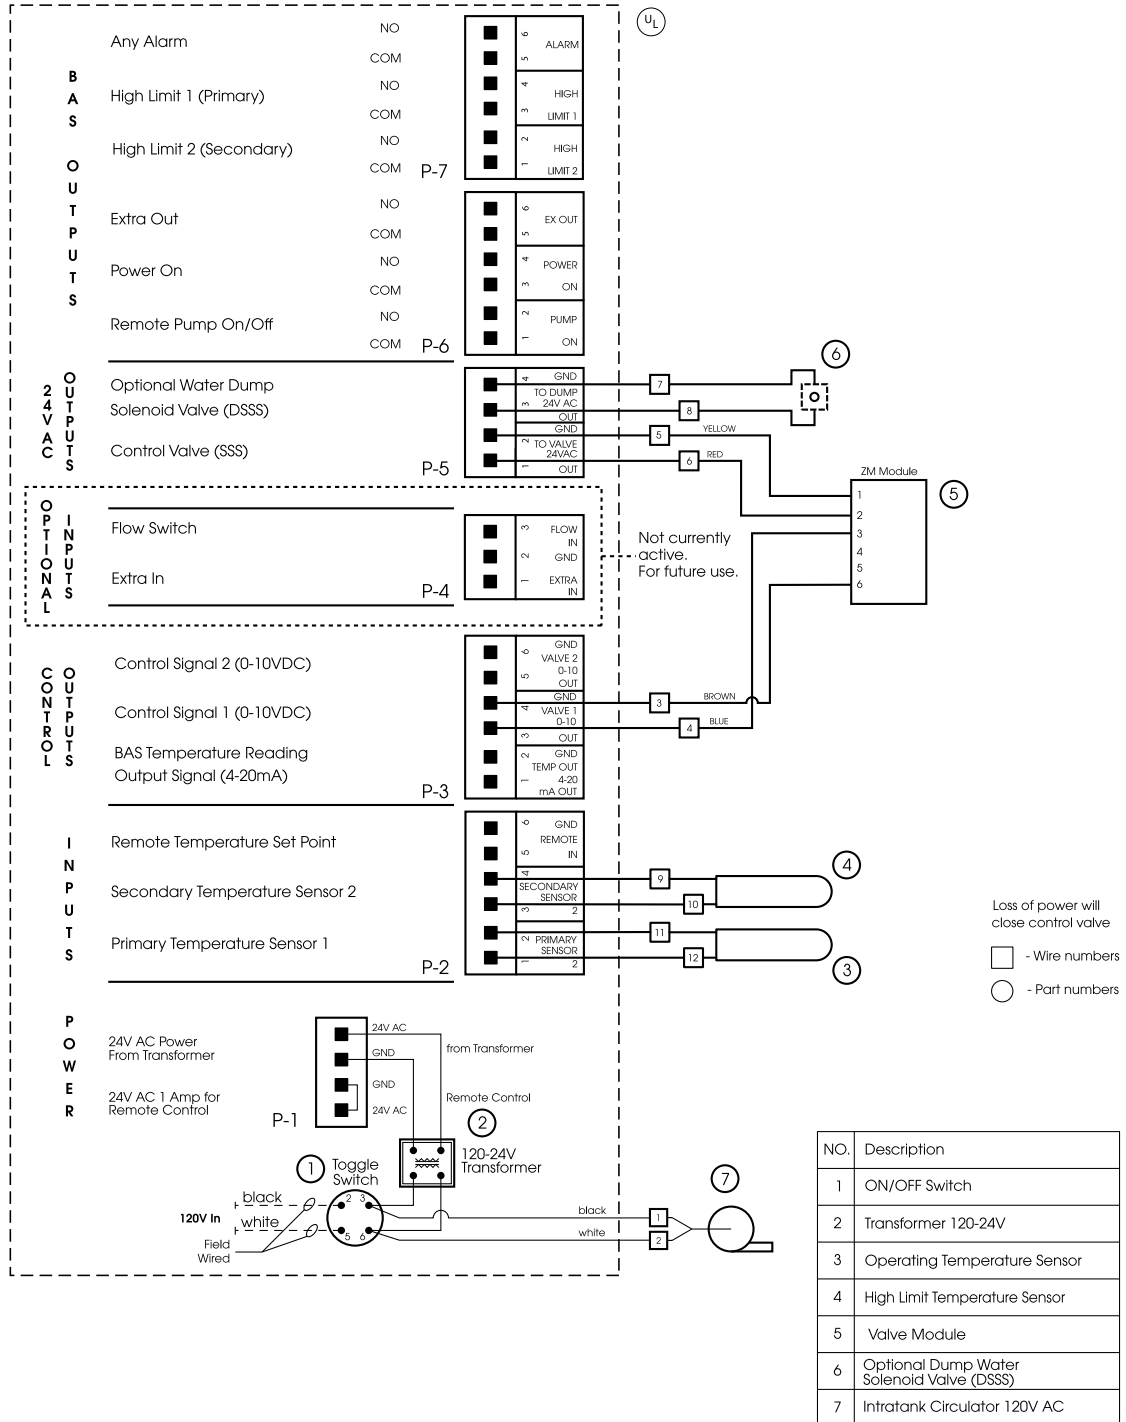 UL
BAS OUTPUTS
Any Alarm
NO
COM
High Limit 1 (Primary)
NO
COM
High Limit 2 (Secondary)
NO
COM
P-7
6
5
ALARM
4
3
HIGH
LIMIT 1
2
1
HIGH
LIMIT 2
Extra Out
NO
COM
Power On
NO
COM
Remote Pump On/Off
NO
COM
P-6
6
5
EX OUT
4
3
POWER
ON
2
1
PUMP
ON
24V AC
OUTPUTS
Optional Water Dump
Solenoid Valve (DSSS)
Control Valve (SSS)
P-5
4
3
GND
TO DUMP
24V AC
OUT
2
1
GND
TO VALVE
24VAC
OUT
7
8
6
5
YELLOW
6
RED
ZM Module
1
2
3
4
5
6
5
OPTIONAL
INPUTS
Flow Switch
Extra In
P-4
3
FLOW
IN
2
GND
1
EXTRA
IN
Not currently
active.
For future use.
CONTROL
OUTPUTS
Control Signal 2 (0-10VDC)
Control Signal 1 (0-10VDC)
BAS Temperature Reading
Output Signal (4-20mA)
P-3
6
5
GND
VALVE 2
0-10
OUT
4
3
GND
VALVE 1
0-10
OUT
2
1
GND
TEMP OUT
4-20
mA OUT
3
BROWN
4
BLUE
INPUTS
Remote Temperature Set Point
Secondary Temperature Sensor 2
Primary Temperature Sensor 1
P-2
6
5
GND
REMOTE
IN
4
3
SECONDARY
SENSOR
2
2
1
PRIMARY
SENSOR
2
9
10
4
11
12
3
Loss of power will
close control valve
- Wire numbers
- Part numbers
POWER
24V AC Power
From Transformer
24V AC 1 Amp for
Remote Control
P-1
24V AC
GND
GND
24V AC
from Transformer
Remote Control
2
120-24V
Transformer
1
Toggle
Switch
2
3
5
6
black
120V In
white
Field
Wired
black
1
white
2
7
NO. Description
1 ON/OFF Switch
2 Transformer 120-24V
3 Operating Temperature Sensor
4 High Limit Temperature Sensor
5 Valve Module
6 Optional Dump Water
Solenoid Valve (DSSS)
7 Intratank Circulator 120V AC